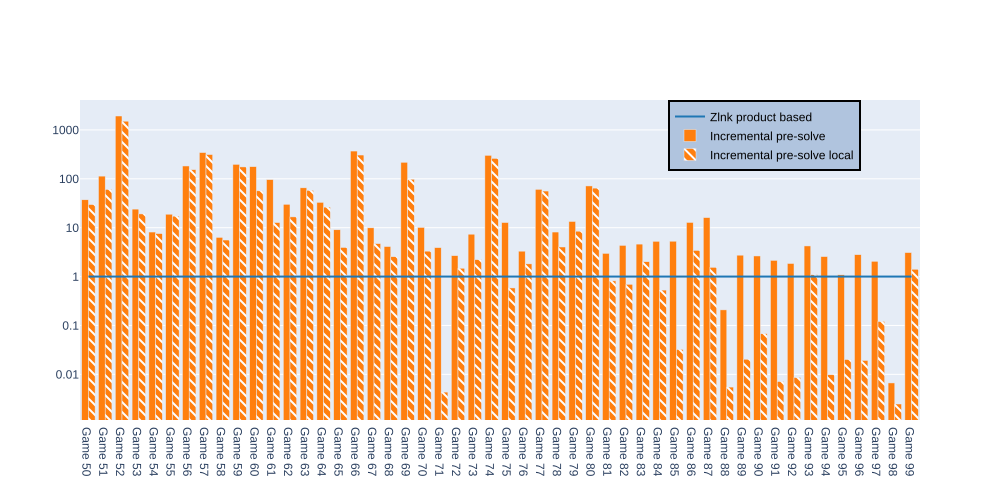 Zlnk product based
Incremental pre-solve
Incremental pre-solve local
1000
100
10
1
0.1
0.01
Game 50
Game 51
Game 52
Game 53
Game 54
Game 55
Game 56
Game 57
Game 58
Game 59
Game 60
Game 61
Game 62
Game 63
Game 64
Game 65
Game 66
Game 67
Game 68
Game 69
Game 70
Game 71
Game 72
Game 73
Game 74
Game 75
Game 76
Game 77
Game 78
Game 79
Game 80
Game 81
Game 82
Game 83
Game 84
Game 85
Game 86
Game 87
Game 88
Game 89
Game 90
Game 91
Game 92
Game 93
Game 94
Game 95
Game 96
Game 97
Game 98
Game 99